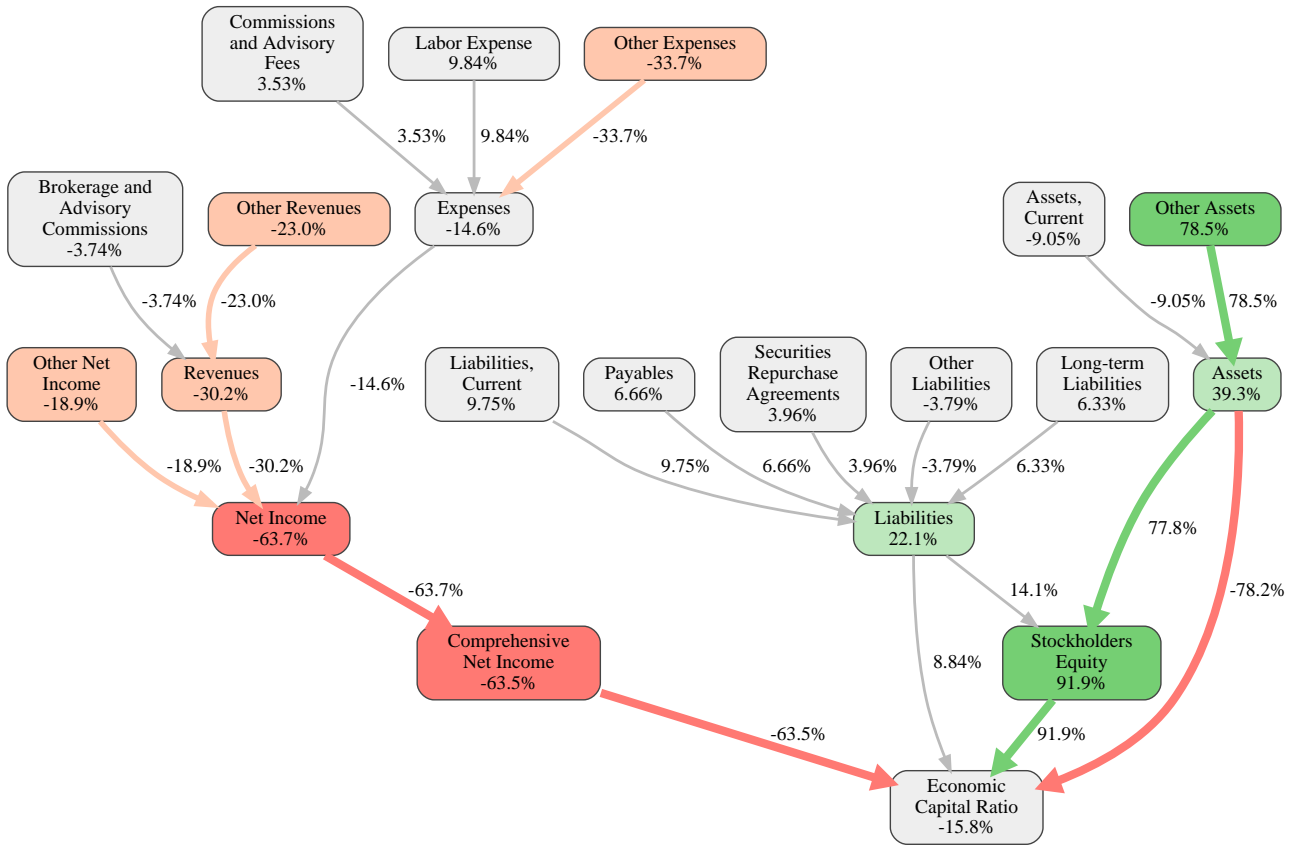 Commissions
and Advisory
Fees
3.53%
Labor Expense
9.84%
Other Expenses
-33.7%
3.53%
9.84%
-33.7%
Brokerage and
Advisory
Commissions
-3.74%
Other Revenues
-23.0%
Expenses
-14.6%
Assets,
Current
-9.05%
Other Assets
78.5%
-3.74%
-23.0%
-9.05%
78.5%
Other Net
Income
-18.9%
Revenues
-30.2%
-14.6%
Liabilities,
Current
9.75%
Payables
6.66%
Securities
Repurchase
Agreements
3.96%
Other
Liabilities
-3.79%
Long-term
Liabilities
6.33%
Assets
39.3%
-18.9%
-30.2%
9.75%
6.66%
3.96%
-3.79%
6.33%
Net Income
-63.7%
Liabilities
22.1%
77.8%
-63.7%
14.1%
-78.2%
Comprehensive
Net Income
-63.5%
8.84%
Stockholders
Equity
91.9%
-63.5%
91.9%
Economic
Capital Ratio
-15.8%